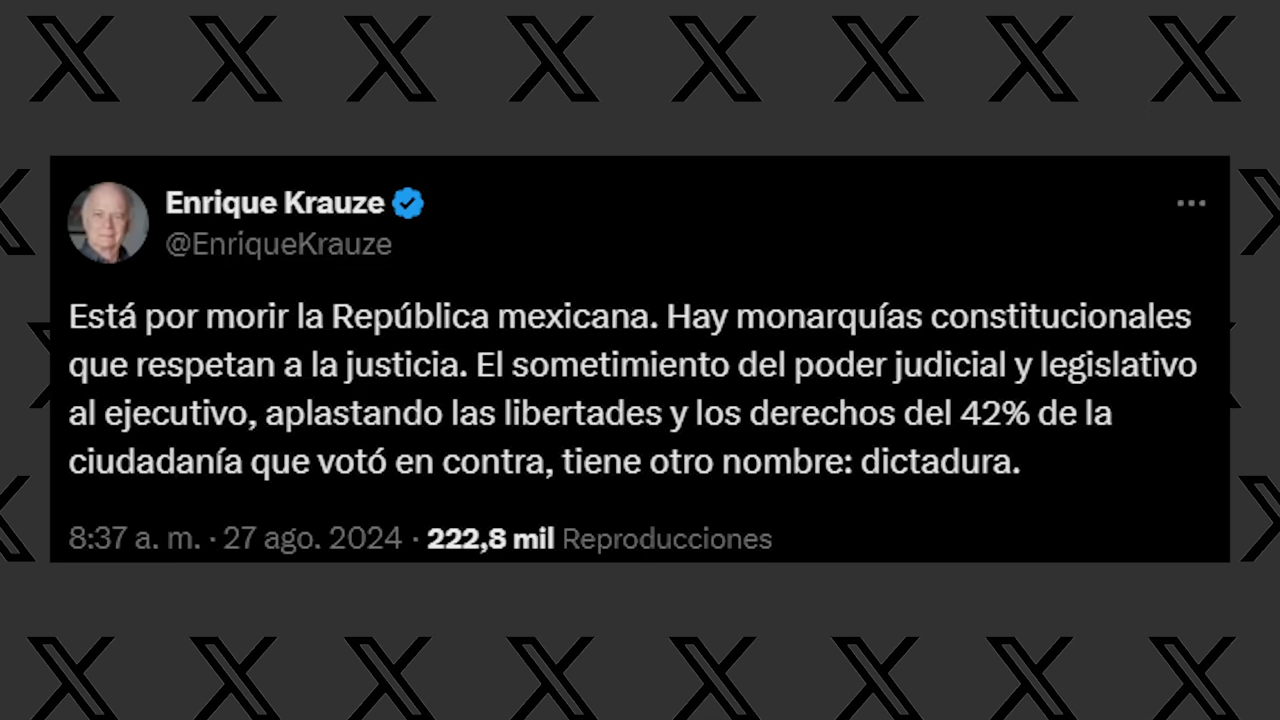 Enrique Krauze
@EnriqueKrauze
Está por morir la República mexicana. Hay monarquías constitucionales
que respetan a la justicia. El sometimiento del poder judicial y legislativo
al ejecutivo, aplastando las libertades y los derechos del 42% de la
ciudadanía que votó en contra, tiene otro nombre: dictadura.
8:37 a. m. · 27 ago. 2024 · 222,8 mil Reproducciones